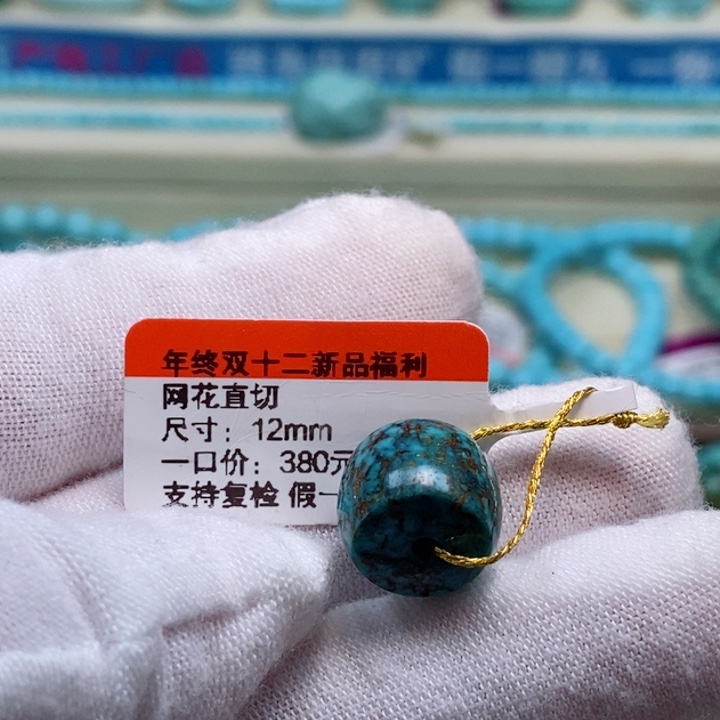 年终双十二新品福利
网花直切
尺寸：12mm
一口价：380元
支持复检 假一